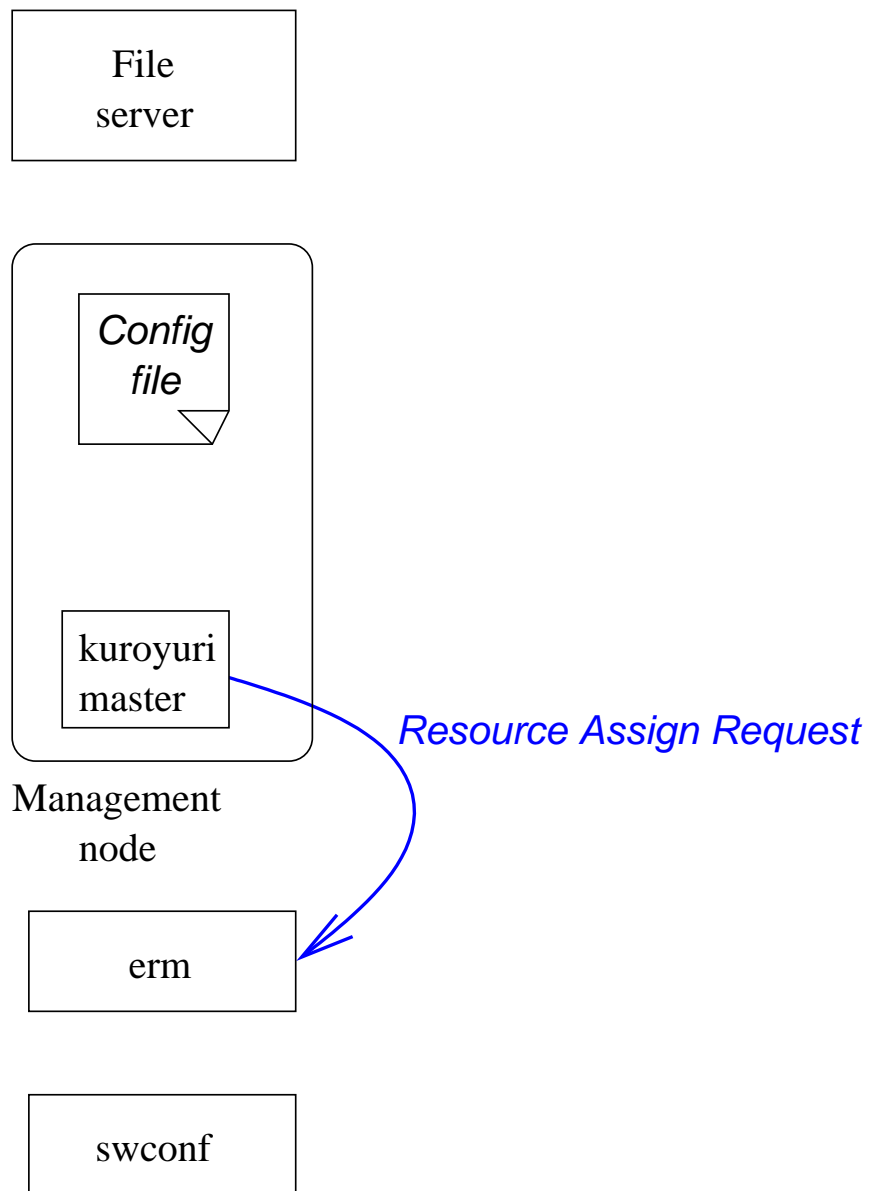 File
server
Config
file
kuroyuri
master
Resource Assign Request
Management
node
erm
swconf